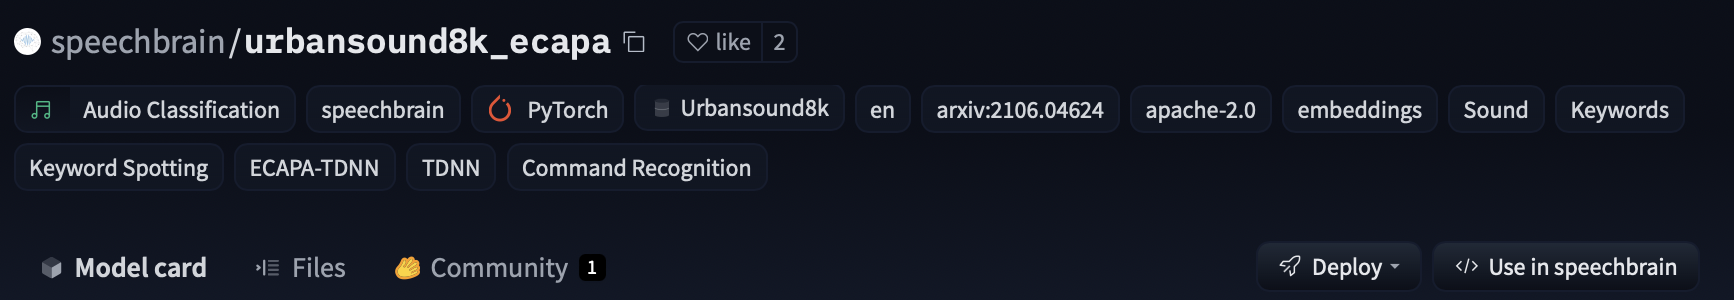 speechbrain/urbansound8k_ecapa like 2
Audio Classification speechbrain PyTorch Urbansound8k en arxiv:2106.04624 apache-2.0 embeddings Sound Keywords
Keyword Spotting ECAPA-TDNN TDNN Command Recognition
Model card Files Community 1 Deploy </> Use in speechbrain